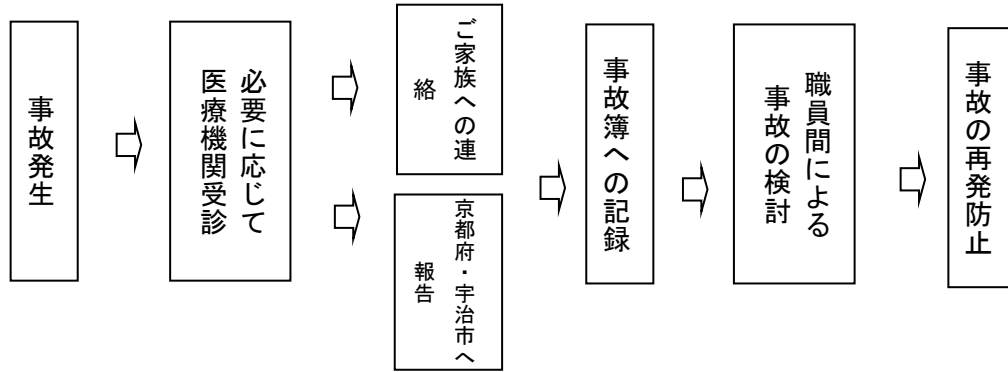 事故発生
必要に応じて
医療機関受診
ご家族への連
絡
京都府・宇治市へ
報告
事故簿への記録
職員間による
事故の検討
事故の再発防止